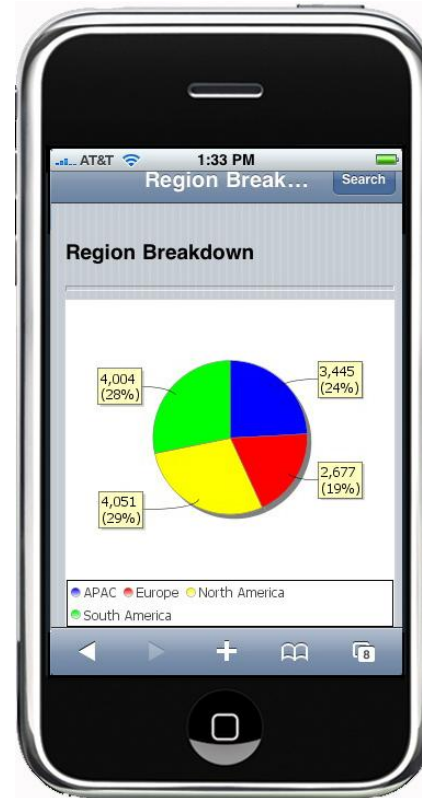 AT&T 1:33 PM
Region Break... Search
Region Breakdown
4,004
(28%)
3,445
(24%)
2,677
(19%)
4,051
(29%)
APAC Europe North America
South America
8